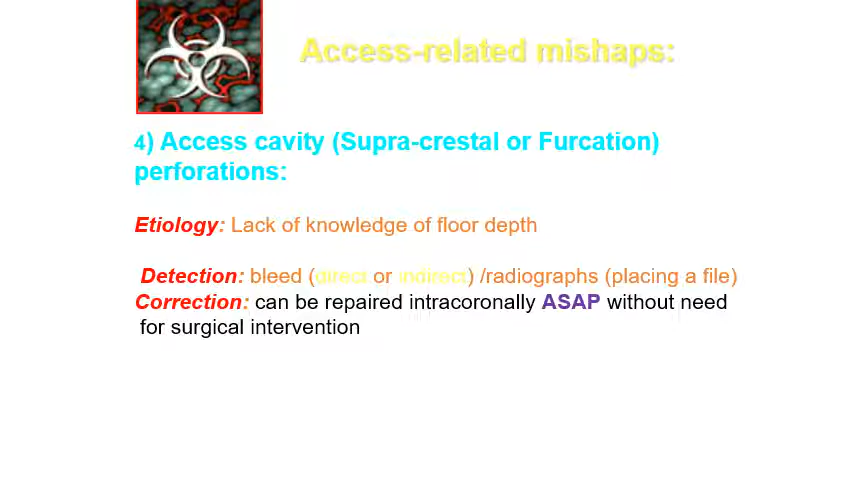 Access-related mishaps:
4) Access cavity (Supra-crestal or Furcation)
perforations:
Etiology: Lack of knowledge of floor depth
Detection: bleed (direct or indirect) /radiographs (placing a file)
Correction: can be repaired intracoronally ASAP without need
for surgical intervention